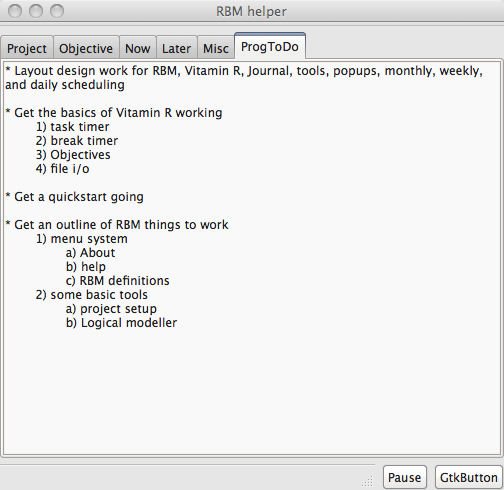 RBM helper
Project Objective Now Later Misc ProgToDo
* Layout design work for RBM, Vitamin R, Journal, tools, popups, monthly, weekly,
and daily scheduling
* Get the basics of Vitamin R working
1) task timer
2) break timer
3) Objectives
4) file i/o
* Get a quickstart going
* Get an outline of RBM things to work
1) menu system
a) About
b) help
c) RBM definitions
2) some basic tools
a) project setup
b) Logical modeller
Pause GtkButton